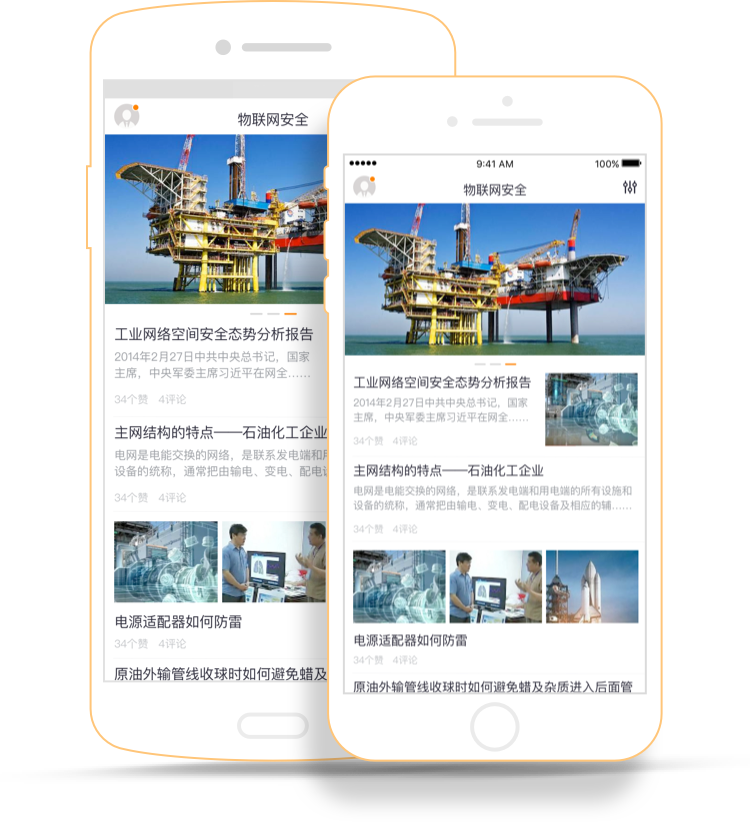 物联网安全
工业网络空间安全态势分析报告
2014年2月27日中共中央总书记，国家
主席，中央军委主席习近平在网全……
34个赞 4评论
主网结构的特点——石油化工企业
电网是电能交换的网络，是联系发电端和用
设备的统称，通常把由输电、变电、配电设
34个赞 4评论
电源适配器如何防雷
34个赞 4评论
原油外输管线收球时如何避免蜡及
9:41 AM
100%
物联网安全
工业网络空间安全态势分析报告
2014年2月27日中共中央总书记，国家
主席，中央军委主席习近平在网全……
34个赞 4评论
主网结构的特点——石油化工企业
电网是电能交换的网络，是联系发电端和用电端的所有设施和
设备的统称，通常把由输电、变电、配电设备及相应的辅……
34个赞 4评论
电源适配器如何防雷
34个赞 4评论
原油外输管线收球时如何避免蜡及杂质进入后面管